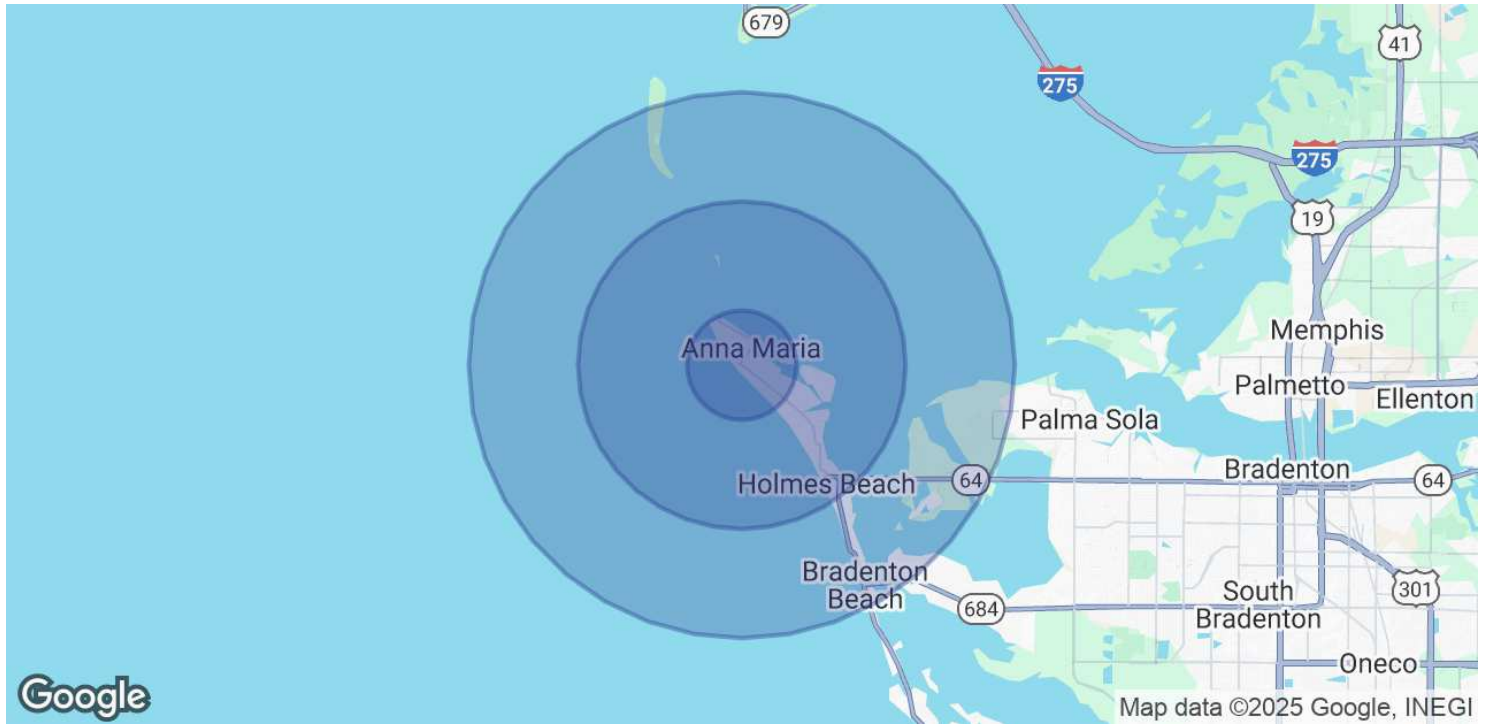 679
41
275
275
19
Anna Maria
Memphis
Palmetto
Ellenton
Palma Sola
Holmes Beach
64
Bradenton
64
Bradenton
Beach
684
South
Bradenton
301
Oneco
Google
Map data ©2025 Google, INEGI